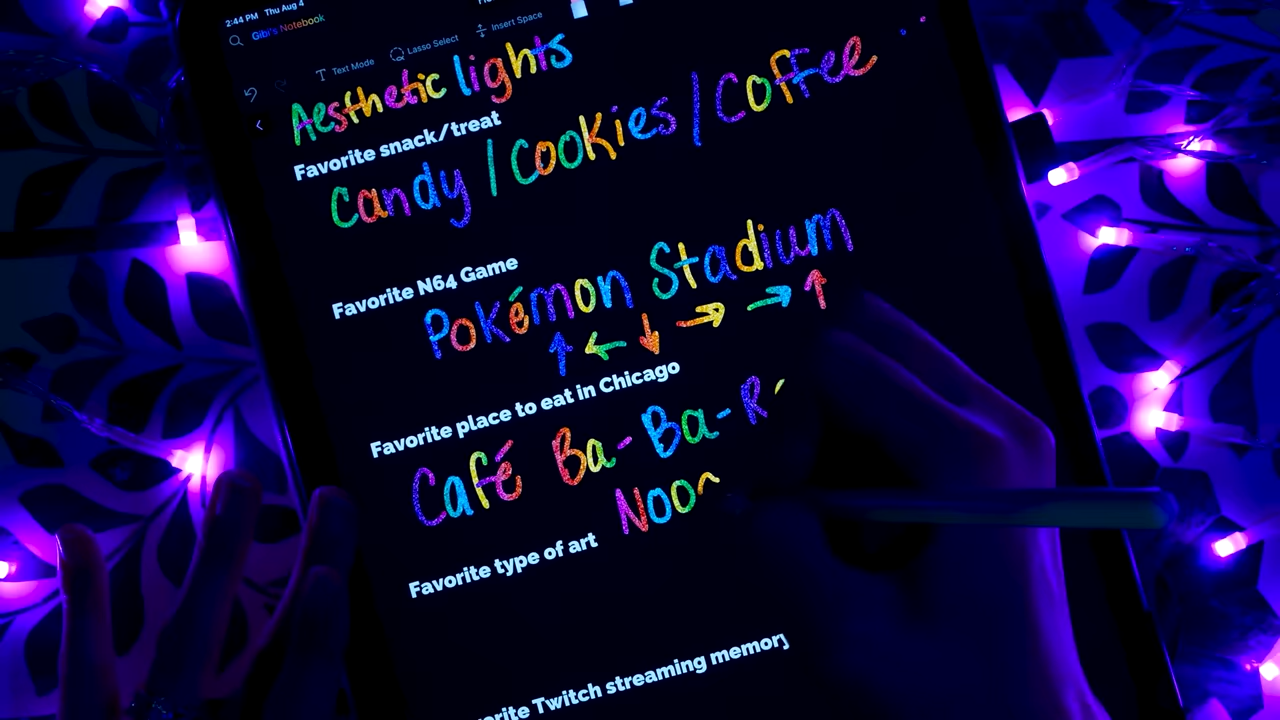 2:44 PM Thu Aug 4
Gibi's Notebook
Text Mode
Lasso Select
Insert Space
Aesthetic lights
Favorite snack/treat
Candy / Cookies / Coffee
Favorite N64 Game
Pokémon Stadium
↑ ← ↓ → → ↑
Favorite place to eat in Chicago
Café Ba-Ba-R
Noo
Favorite type of art
Twitch streaming memory